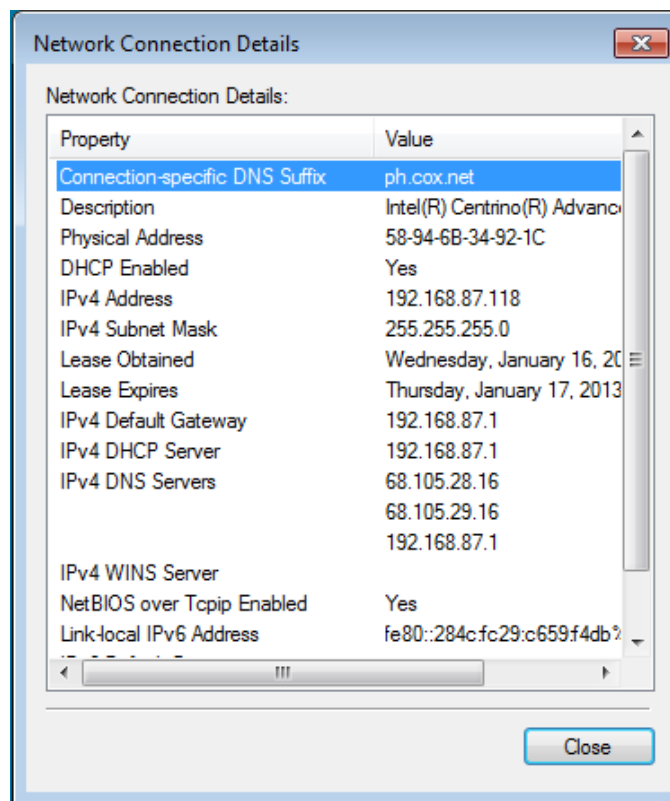 Network Connection Details
Network Connection Details:
Property Value
Connection-specific DNS Suffix ph.cox.net
Description Intel(R) Centrino(R) Advanc
Physical Address 58-94-6B-34-92-1C
DHCP Enabled Yes
IPv4 Address 192.168.87.118
IPv4 Subnet Mask 255.255.255.0
Lease Obtained Wednesday, January 16, 20
Lease Expires Thursday, January 17, 2013
IPv4 Default Gateway 192.168.87.1
IPv4 DHCP Server 192.168.87.1
IPv4 DNS Servers 68.105.28.16
68.105.29.16
192.168.87.1
IPv4 WINS Server
NetBIOS over Tcpip Enabled Yes
Link-local IPv6 Address fe80::284c:fc29:c659:f4db%
Close